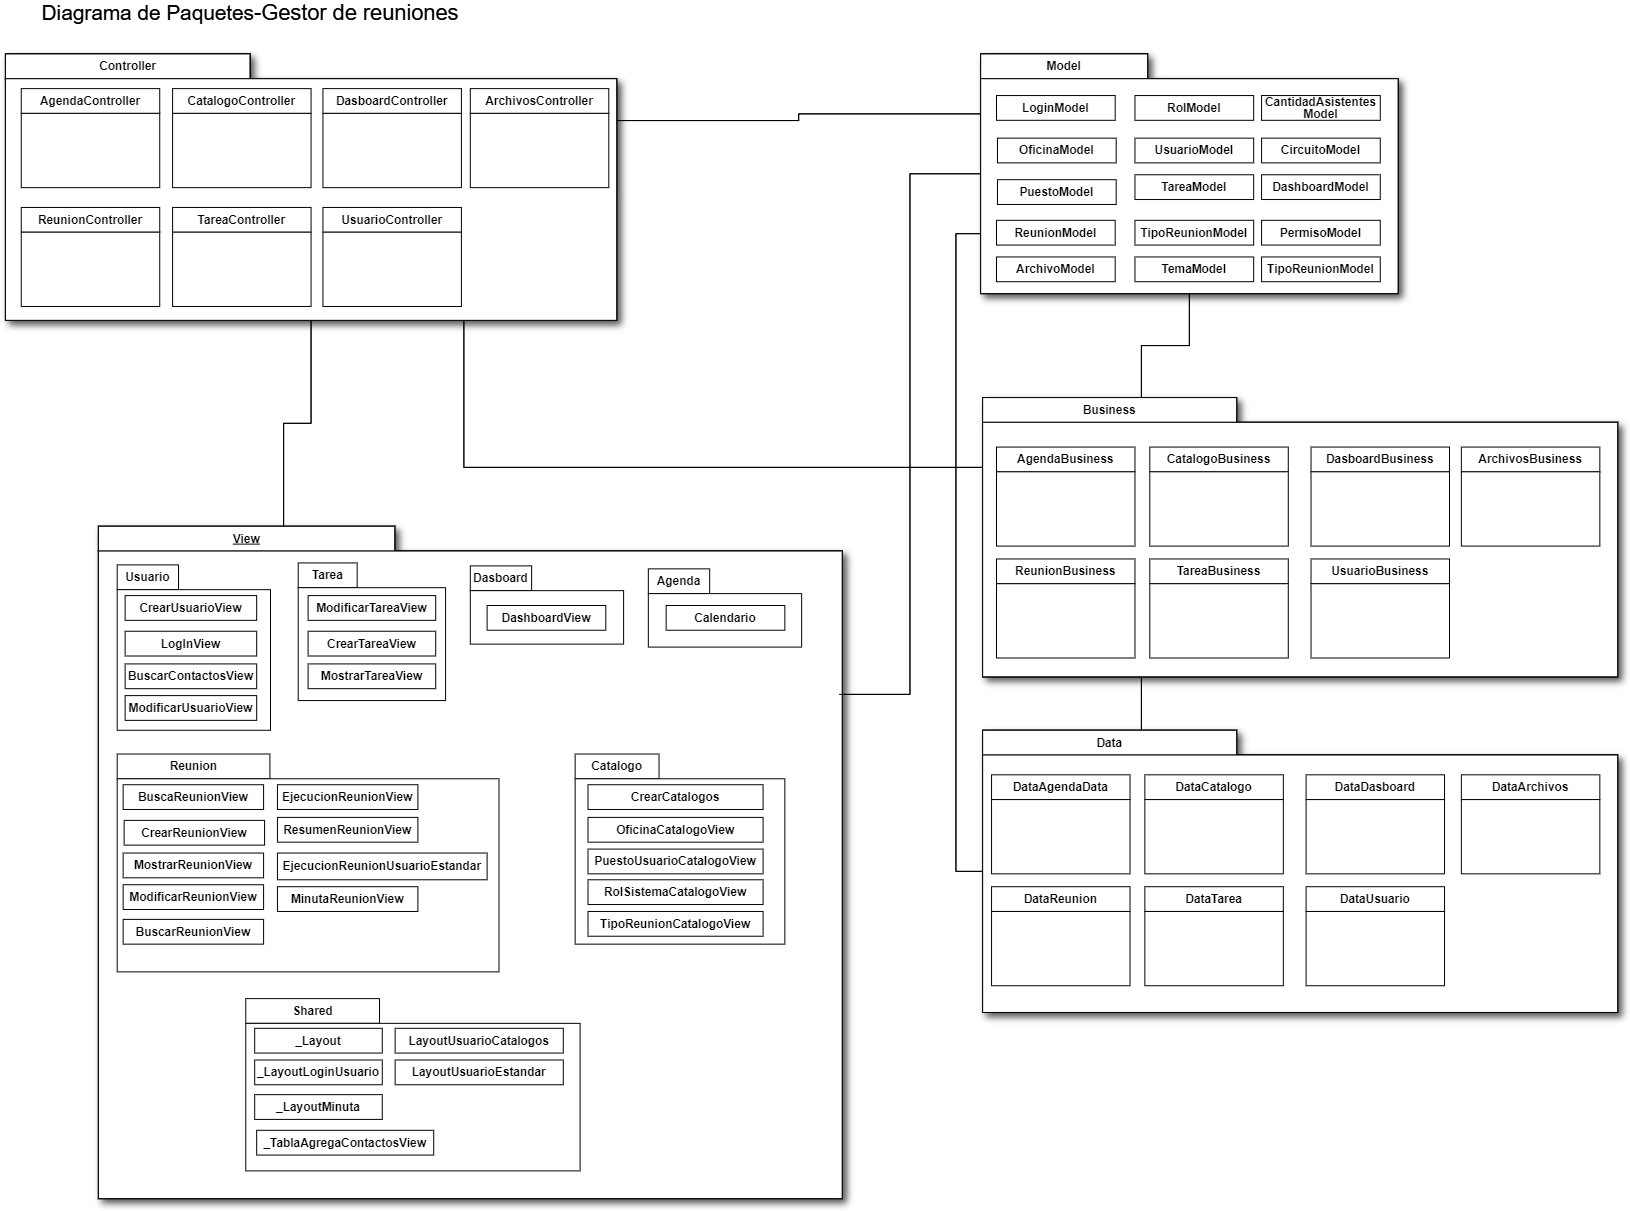 Diagrama de Paquetes-Gestor de reuniones
Controller
AgendaController
CatalogoController
DasboardController
ArchivosController
ReunionController
TareaController
UsuarioController
Model
LoginModel
RolModel
CantidadAsistentes
Model
OficinaModel
UsuarioModel
CircuitoModel
PuestoModel
TareaModel
DashboardModel
ReunionModel
TipoReunionModel
PermisoModel
ArchivoModel
TemaModel
TipoReunionModel
Business
AgendaBusiness
CatalogoBusiness
DasboardBusiness
ArchivosBusiness
ReunionBusiness
TareaBusiness
UsuarioBusiness
View
Usuario
CrearUsuarioView
LogInView
BuscarContactosView
ModificarUsuarioView
Tarea
ModificarTareaView
CrearTareaView
MostrarTareaView
Dasboard
DashboardView
Agenda
Calendario
Reunion
BuscaReunionView
CrearReunionView
MostrarReunionView
ModificarReunionView
BuscarReunionView
EjecucionReunionView
ResumenReunionView
EjecucionReunionUsuarioEstandar
MinutaReunionView
Catalogo
CrearCatalogos
OficinaCatalogoView
PuestoUsuarioCatalogoView
RolSistemaCatalogoView
TipoReunionCatalogoView
Shared
_Layout
_LayoutLoginUsuario
_LayoutMinuta
_TablaAgregaContactosView
LayoutUsuarioCatalogos
LayoutUsuarioEstandar
Data
DataAgendaData
DataCatalogo
DataDasboard
DataArchivos
DataReunion
DataTarea
DataUsuario